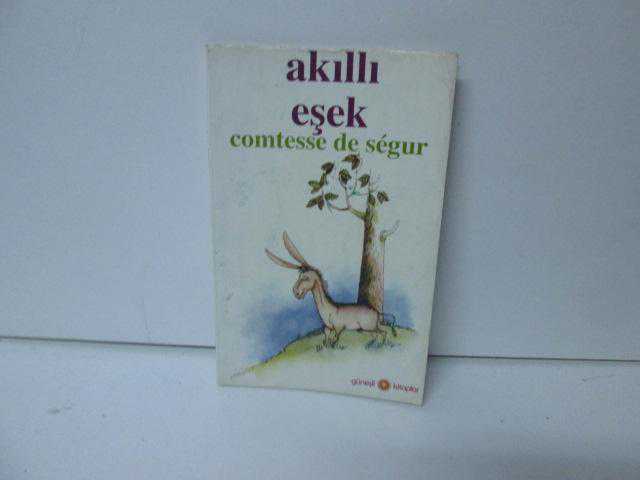 akıllı
eşek
comtesse de ségur
güneşli kitaplar